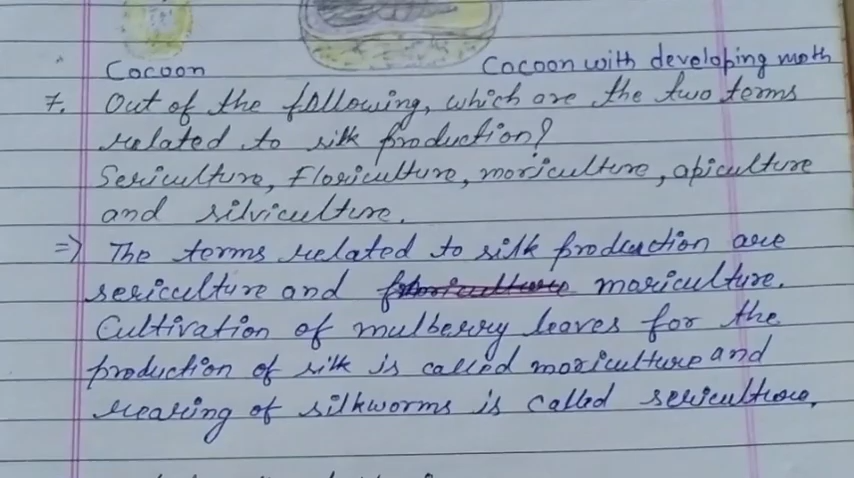 Cocoon Cocoon with developing moth
7. Out of the following, which are the two terms
related to silk production?
Sericulture, Floriculture, moriculture, apiculture
and silviculture.
=> The terms related to silk production are
sericulture and moriculture.
Cultivation of mulberry leaves for the
production of silk is called moriculture and
rearing of silkworms is called sericulture.